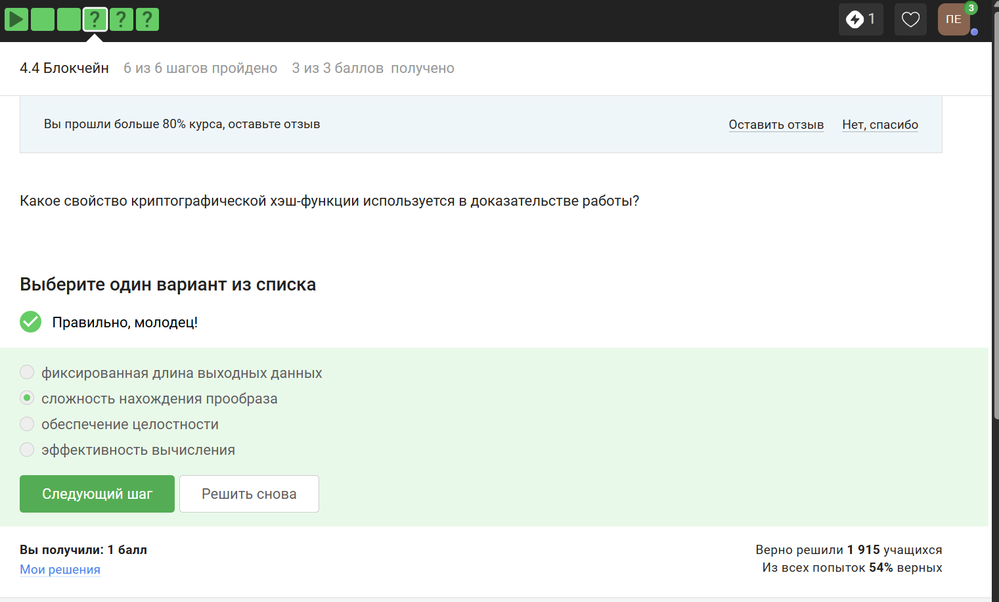 ? ? ?
1
ПЕ
3
4.4 Блокчейн 6 из 6 шагов пройдено 3 из 3 баллов получено
Вы прошли больше 80% курса, оставьте отзыв
Оставить отзыв Нет, спасибо
Какое свойство криптографической хэш-функции используется в доказательстве работы?
Выберите один вариант из списка
Правильно, молодец!
фиксированная длина выходных данных
сложность нахождения прообраза
обеспечение целостности
эффективность вычисления
Следующий шаг Решить снова
Вы получили: 1 балл
Мои решения
Верно решили 1 915 учащихся
Из всех попыток 54% верных